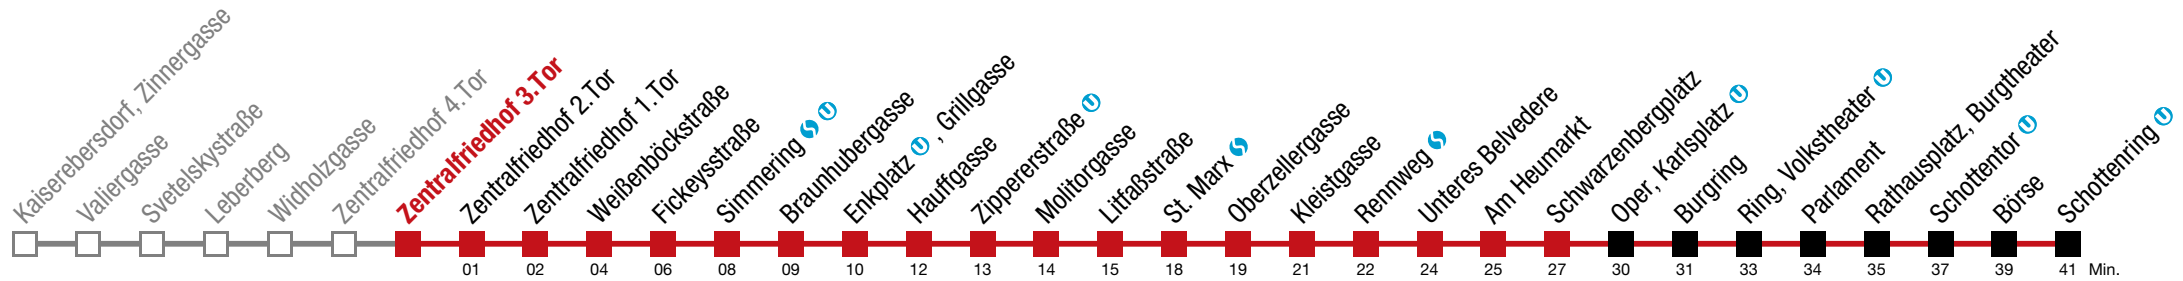 Kaiserebersdorf, Zinnergasse
Valiergasse
Svetelskystraße
Leberberg
Widholzgasse
Zentralfriedhof 4.Tor
Zentralfriedhof 3.Tor
Zentralfriedhof 2.Tor
Zentralfriedhof 1.Tor
Weißenböckstraße
Fickeysstraße
Simmering S U
Braunhubergasse
Enkplatz U , Grillgasse
Hauffgasse
Zippererstraße U
Molitorgasse
Litfaßstraße
St. Marx S
Oberzellergasse
Kleistgasse
Rennweg S
Unteres Belvedere
Am Heumarkt
Schwarzenbergplatz
Oper, Karlsplatz U
Burgring
Ring, Volkstheater U
Parlament
Rathausplatz, Burgtheater
Schottentor U
Börse
Schottenring U
01 02 04 06 08 09 10 12 13 14 15 18 19 21 22 24 25 27 30 31 33 34 35 37 39 41 Min.